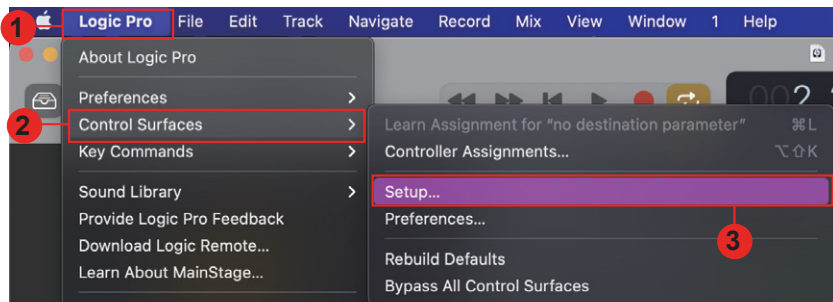 1 Logic Pro File Edit Track Navigate Record Mix View Window 1 Help
About Logic Pro
Preferences
2 Control Surfaces
Learn Assignment for "no destination parameter" ⌘L
Key Commands
Controller Assignments... ⌥⇧K
Sound Library
Setup...
Provide Logic Pro Feedback
Preferences...
3
Download Logic Remote...
Rebuild Defaults
Learn About MainStage...
Bypass All Control Surfaces
002